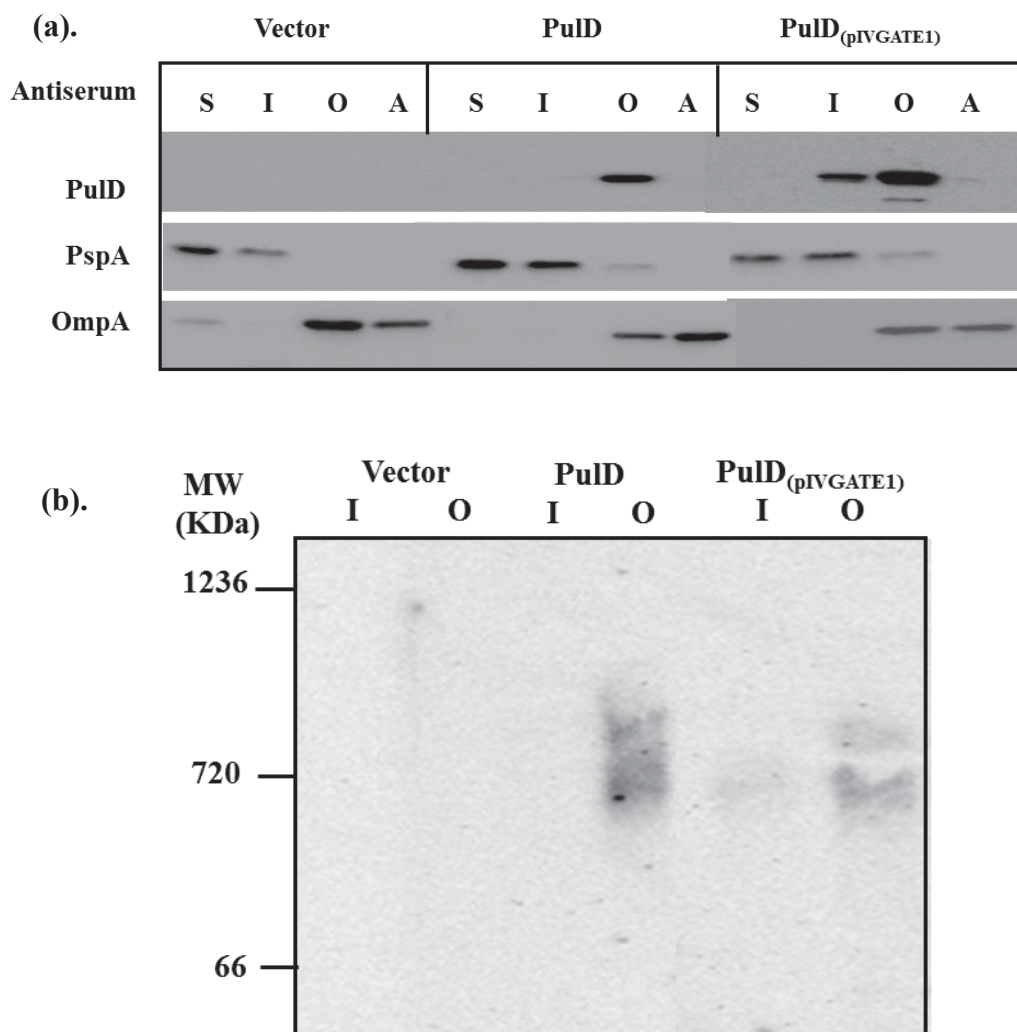 (a).
Vector PulD PulD(pIVGATE1)
Antiserum S I O A S I O A S I O A
PulD
PspA
OmpA
(b).
MW
(KDa)
Vector PulD PulD(pIVGATE1)
I O I O I O
1236
720
66